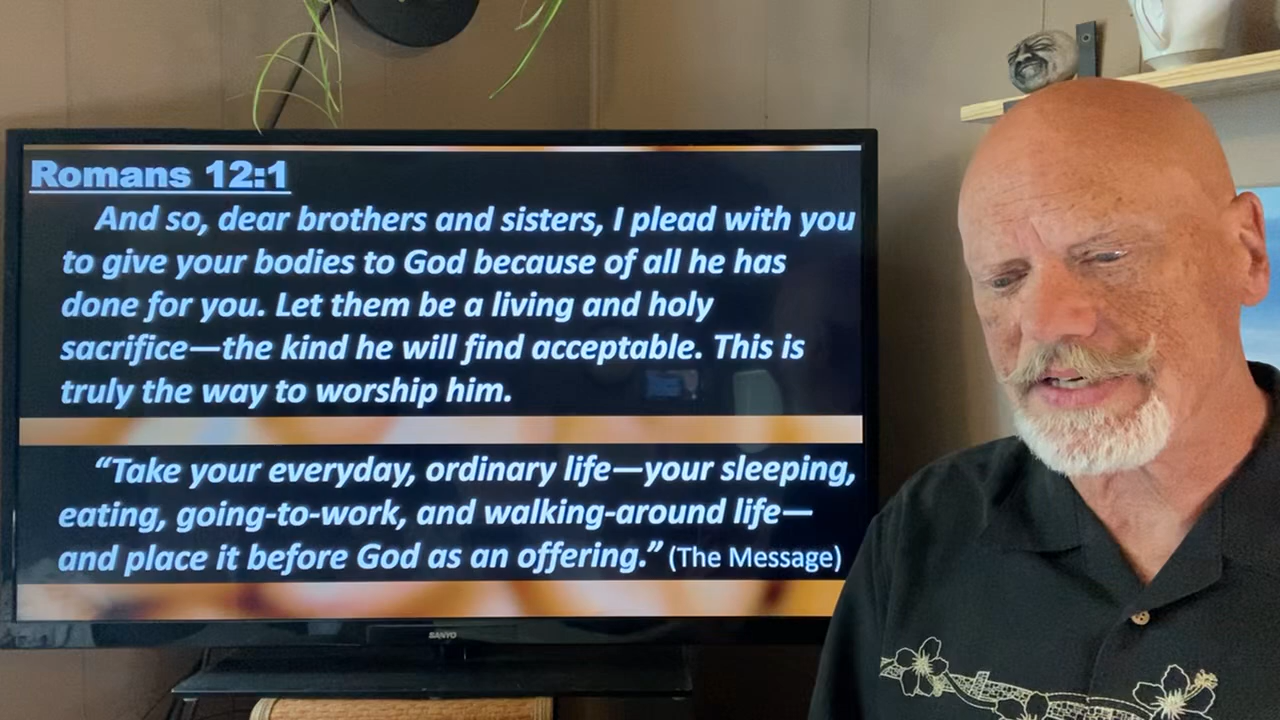 Romans 12:1
And so, dear brothers and sisters, I plead with you
to give your bodies to God because of all he has
done for you. Let them be a living and holy
sacrifice—the kind he will find acceptable. This is
truly the way to worship him.
“Take your everyday, ordinary life—your sleeping,
eating, going-to-work, and walking-around life—
and place it before God as an offering.” (The Message)
SANYO